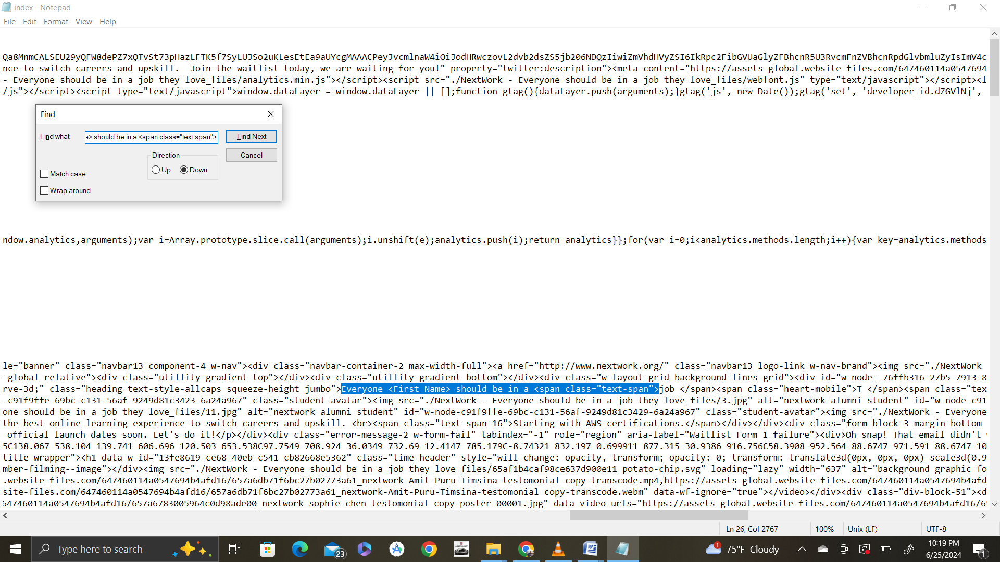 index - Notepad
File Edit Format View Help
Qa8MnmCALSEU29yQFW8dePZ7xQTvSt73pHazLFTK5f7SyLUJSo2uKLesEtEa9aUYcgMAAACPeyJvcmlnaW4iOiJodHRwczovL2dvb2dsZS5jb206NDQzIiwiZmVhdHVyZSI6IkRpc2FibGVUaGlyZFBhcnR5U3RvcmFnZVBhcnRpdGlvbmluZyIsImV4c
nce to switch careers and upskill.  Join the waitlist today, we are waiting for you!" property="twitter:description"><meta content="https://assets-global.website-files.com/647460114a0547694
- Everyone should be in a job they love_files/analytics.min.js"></script><script src="./NextWork - Everyone should be in a job they love_files/webfont.js" type="text/javascript"></script><l
/js"></script><script type="text/javascript">window.dataLayer = window.dataLayer || [];function gtag(){dataLayer.push(arguments);}gtag('js', new Date());gtag('set', 'developer_id.dZGVlNj',
Find
Find what:
> should be in a <span class="text-span">
Find Next
Direction
Cancel
Up Down
Match case
Wrap around
ndow.analytics,arguments);var i=Array.prototype.slice.call(arguments);i.unshift(e);analytics.push(i);return analytics}};for(var i=0;i<analytics.methods.length;i++){var key=analytics.methods
le="banner" class="navbar13_component-4 w-nav"><div class="navbar-container-2 max-width-full"><a href="http://www.nextwork.org/" class="navbar13_logo-link w-nav-brand"><img src="./NextWork
-global relative"><div class="utillity-gradient top"></div><div class="utillity-gradient bottom"></div><div class="w-layout-grid background-lines_grid"><div id="w-node-_76ffb316-27b5-7913-8
rve-3d;" class="heading text-style-allcaps squeeze-height jumbo">Everyone <First Name> should be in a <span class="text-span">job </span><span class="heart-mobile">T </span><span class="tex
-c91f9ffe-69bc-c131-56af-9249d81c3423-6a24a967" class="student-avatar"><img src="./NextWork - Everyone should be in a job they love_files/3.jpg" alt="nextwork alumni student" id="w-node-c91
one should be in a job they love_files/11.jpg" alt="nextwork alumni student" id="w-node-c91f9ffe-69bc-c131-56af-9249d81c3429-6a24a967" class="student-avatar"><img src="./NextWork - Everyone
the best online learning experience to switch careers and upskill. <br><span class="text-span-16">Starting with AWS certifications.</span></div></div><div class="form-block-3 margin-bottom
official launch dates soon. Let's do it!</p></div><div class="error-message-2 w-form-fail" tabindex="-1" role="region" aria-label="Waitlist Form 1 failure"><div>Oh snap! That email didn't
5C138.067 538.104 139.741 606.696 120.503 653.538C97.7549 708.924 36.0349 732.69 12.4147 785.179C-8.74321 832.197 0.699911 877.315 30.9386 916.756C58.3908 952.564 88.6747 971.591 88.6747 10
title-wrapper"><h1 data-w-id="13fe8619-ce68-40eb-c541-cb82668e5362" class="time-header" style="will-change: opacity, transform; opacity: 0; transform: translate3d(0px, 0px, 0px) scale3d(0.9
mber-filming--image"></div><img src="./NextWork - Everyone should be in a job they love_files/65af1b4caf98ce637d900e11_potato-chip.svg" loading="lazy" width="637" alt="background graphic fo
.website-files.com/647460114a0547694b4afd16/657a6db71f6bc27b02773a61_nextwork-Amit-Puru-Timsina-testomonial copy-transcode.mp4,https://assets-global.website-files.com/647460114a0547694b4afd
site-files.com/647460114a0547694b4afd16/657a6db71f6bc27b02773a61_nextwork-Amit-Puru-Timsina-testomonial copy-transcode.webm" data-wf-ignore="true"></video></div><div class="div-block-51"><d
647460114a0547694b4afd16/657a6783005964c0d98ade00_nextwork-sophie-chen-testomonial copy-poster-00001.jpg" data-video-urls="https://assets-global.website-files.com/647460114a0547694b4afd16/6
Ln 26, Col 2767 100% Unix (LF) UTF-8
Type here to search
23
1
75°F Cloudy
10:19 PM
6/25/2024
1